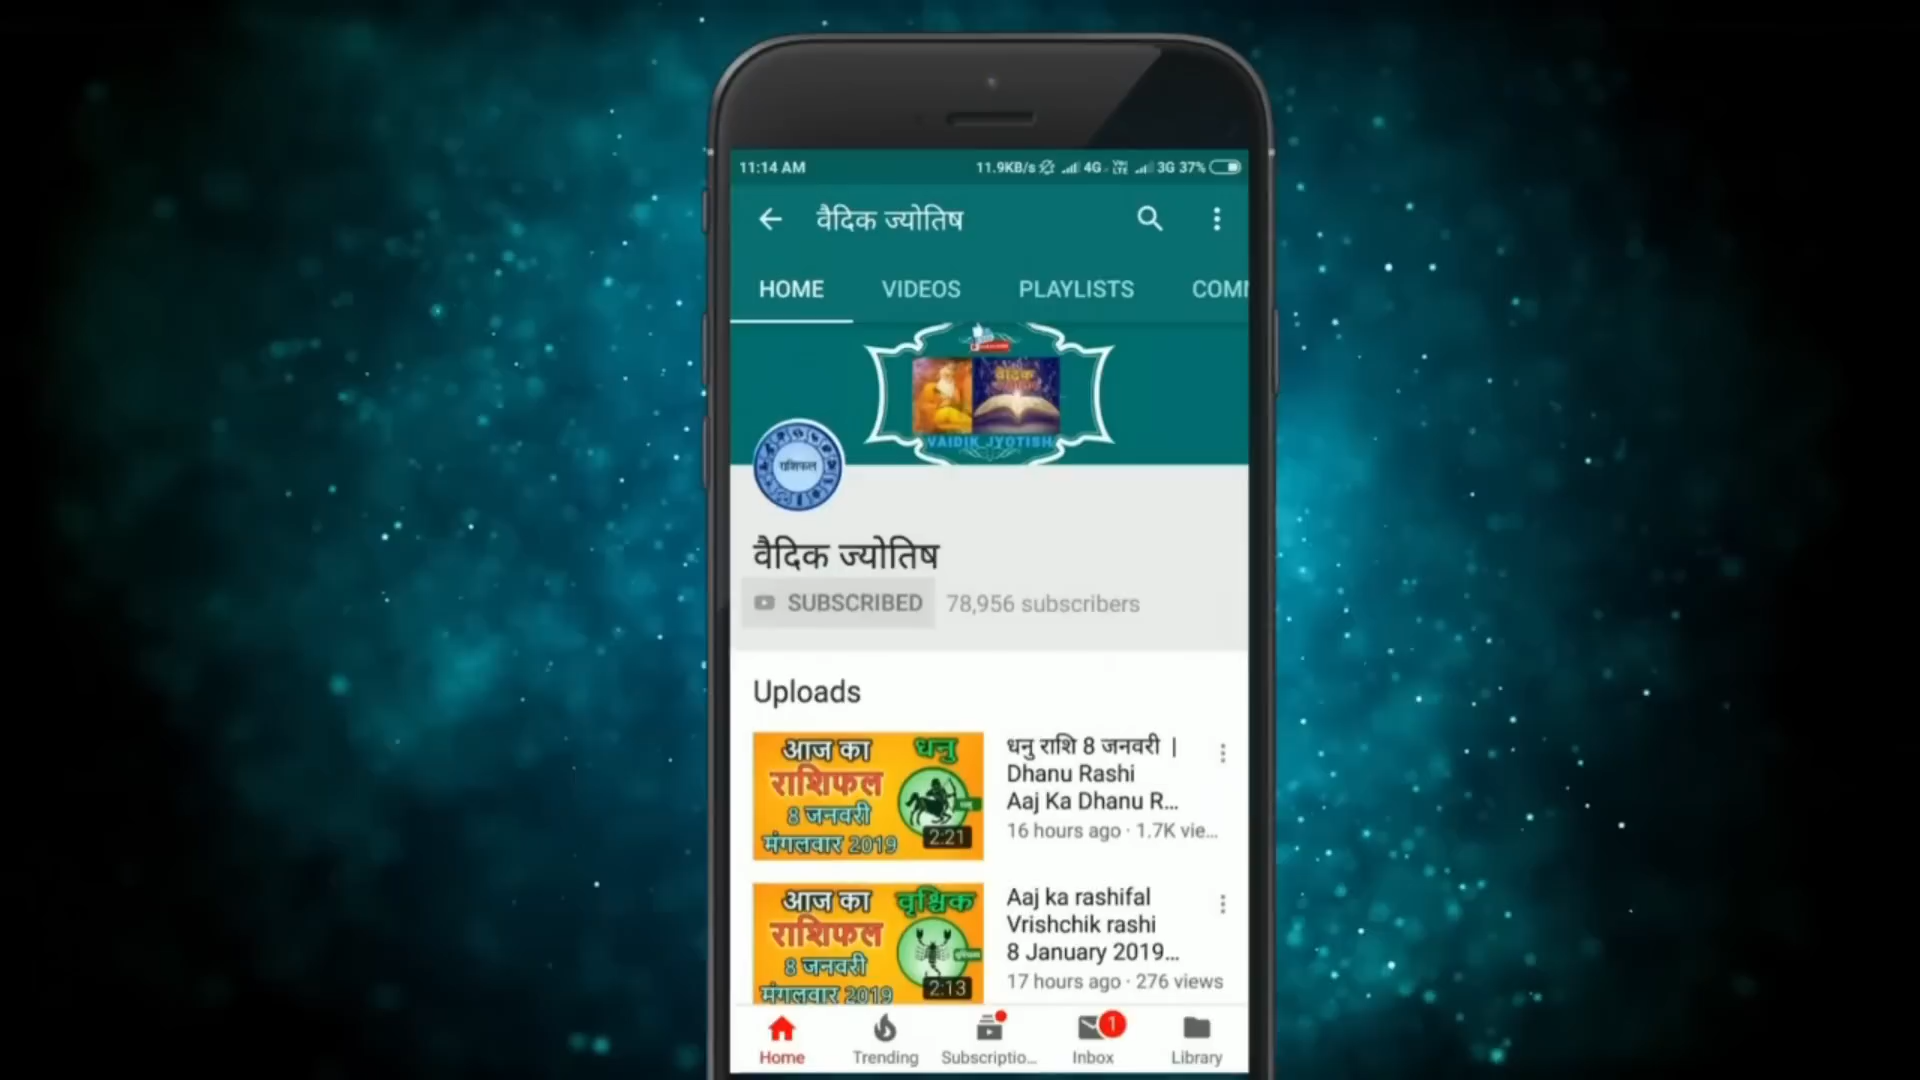 11:14 AM
11.9KB/s 4G VoLTE 3G 37%
वैदिक ज्योतिष
HOME VIDEOS PLAYLISTS COM
वैदिक
VAIDIK JYOTISH
राशिफल
वैदिक ज्योतिष
SUBSCRIBED 78,956 subscribers
Uploads
आज का धनु
राशिफल
8 जनवरी
मंगलवार 2019
2:21
धनु राशि 8 जनवरी |
Dhanu Rashi
Aaj Ka Dhanu R...
16 hours ago · 1.7K vie...
आज का वृश्चिक
राशिफल
8 जनवरी
मंगलवार 2019
2:13
Aaj ka rashifal
Vrishchik rashi
8 January 2019...
17 hours ago · 276 views
1
Home Trending Subscriptio... Inbox Library